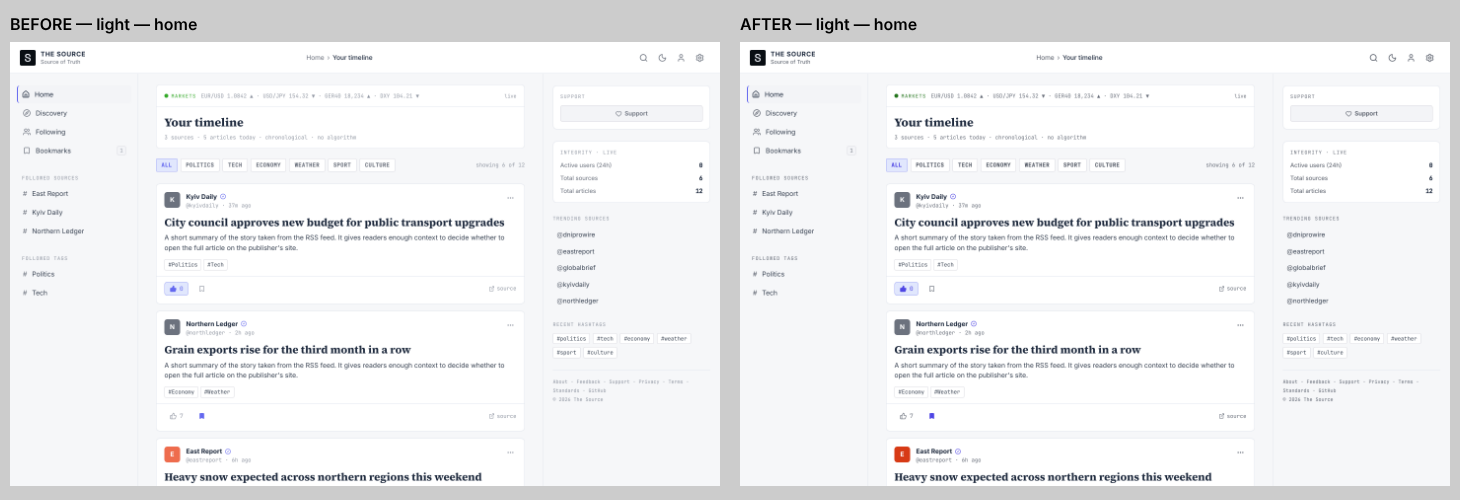 BEFORE — light — home
THE SOURCE
Source of Truth
Home › Your timeline
Home
Discovery
Following
Bookmarks
FOLLOWED SOURCES
# East Report
# Kyiv Daily
# Northern Ledger
FOLLOWED TAGS
# Politics
# Tech
MARKETS EUR/USD 1.0842 ▲ · USD/JPY 154.32 ▼ · GER40 18,234 ▲ · DXY 104.21 ▼
live
Your timeline
3 sources · 5 articles today · chronological · no algorithm
ALL POLITICS TECH ECONOMY WEATHER SPORT CULTURE
showing 6 of 12
K
Kyiv Daily
@kyivdaily · 27m ago
City council approves new budget for public transport upgrades
A short summary of the story taken from the RSS feed. It gives readers enough context to decide whether to
open the full article on the publisher's site.
#Politics #Tech
8
source
N
Northern Ledger
@northledger · 2h ago
Grain exports rise for the third month in a row
A short summary of the story taken from the RSS feed. It gives readers enough context to decide whether to
open the full article on the publisher's site.
#Economy #Weather
7
source
E
East Report
@eastreport · 6h ago
Heavy snow expected across northern regions this weekend
SUPPORT
Support
INTEGRITY · LIVE
Active users (24h) 0
Total sources 6
Total articles 12
TRENDING SOURCES
@dniprowire
@eastreport
@globalbrief
@kyivdaily
@northledger
RECENT HASHTAGS
#politics #tech #economy #weather
#sport #culture
About · Feedback · Support · Privacy · Terms ·
Standards · GitHub
© 2026 The Source
AFTER — light — home
THE SOURCE
Source of Truth
Home › Your timeline
Home
Discovery
Following
Bookmarks
FOLLOWED SOURCES
# East Report
# Kyiv Daily
# Northern Ledger
FOLLOWED TAGS
# Politics
# Tech
MARKETS EUR/USD 1.0842 ▲ · USD/JPY 154.32 ▼ · GER40 18,234 ▲ · DXY 104.21 ▼
live
Your timeline
3 sources · 5 articles today · chronological · no algorithm
ALL POLITICS TECH ECONOMY WEATHER SPORT CULTURE
showing 6 of 12
K
Kyiv Daily
@kyivdaily · 27m ago
City council approves new budget for public transport upgrades
A short summary of the story taken from the RSS feed. It gives readers enough context to decide whether to
open the full article on the publisher's site.
#Politics #Tech
8
source
N
Northern Ledger
@northledger · 2h ago
Grain exports rise for the third month in a row
A short summary of the story taken from the RSS feed. It gives readers enough context to decide whether to
open the full article on the publisher's site.
#Economy #Weather
7
source
E
East Report
@eastreport · 6h ago
Heavy snow expected across northern regions this weekend
SUPPORT
Support
INTEGRITY · LIVE
Active users (24h) 0
Total sources 6
Total articles 12
TRENDING SOURCES
@dniprowire
@eastreport
@globalbrief
@kyivdaily
@northledger
RECENT HASHTAGS
#politics #tech #economy #weather
#sport #culture
About · Feedback · Support · Privacy · Terms ·
Standards · GitHub
© 2026 The Source